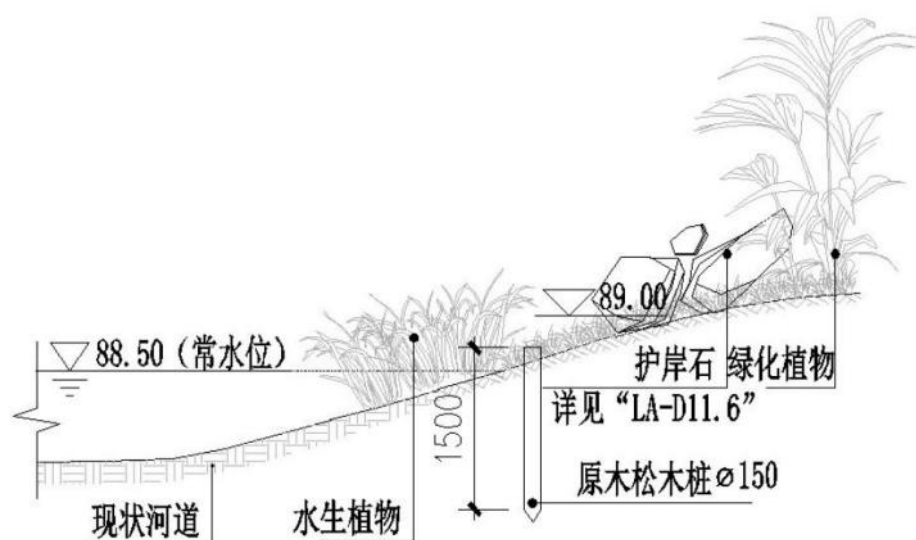 89.00
88.50（常水位）
护岸石
绿化植物
详见“LA-D11.6”
1500
原木松木桩⌀150
现状河道
水生植物